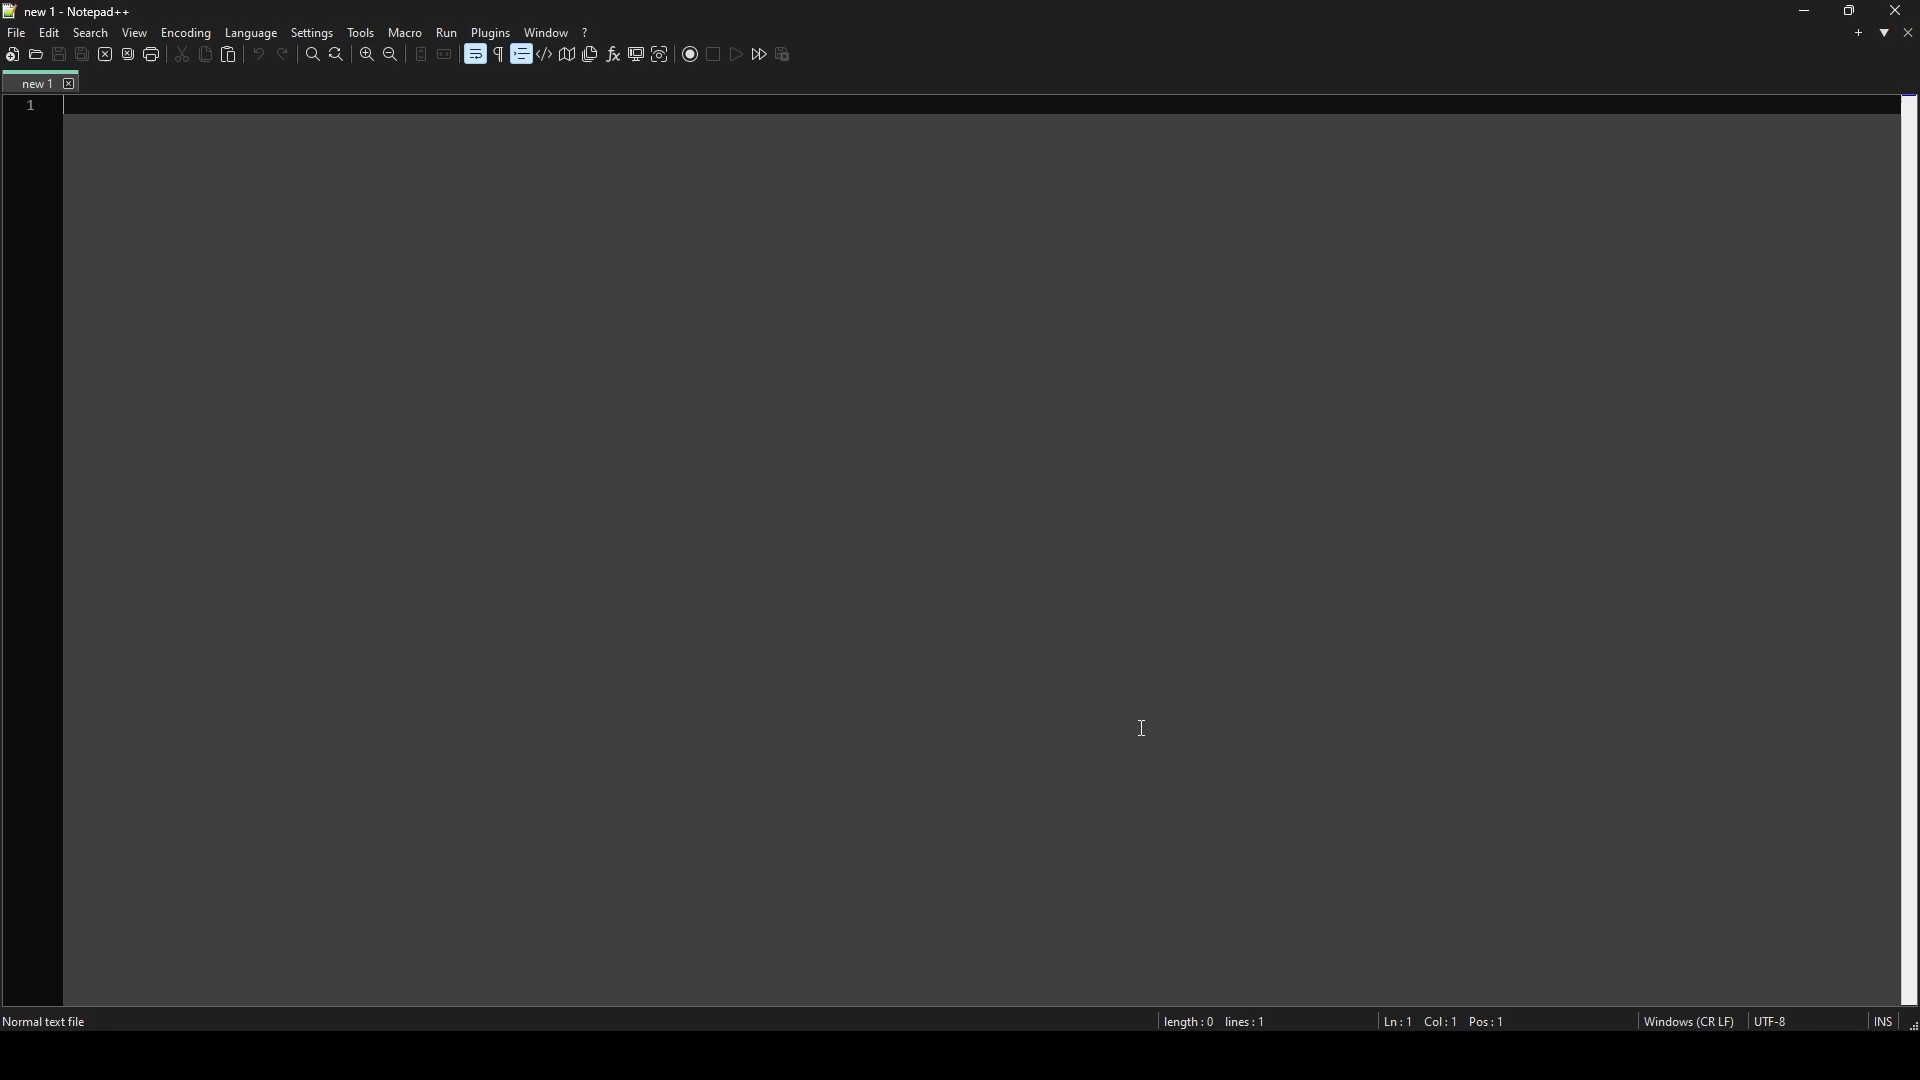 new 1 - Notepad++
File Edit Search View Encoding Language Settings Tools Macro Run Plugins Window ?
new 1
1
Normal text file length : 0 lines : 1 Ln : 1 Col : 1 Pos : 1 Windows (CR LF) UTF-8 INS